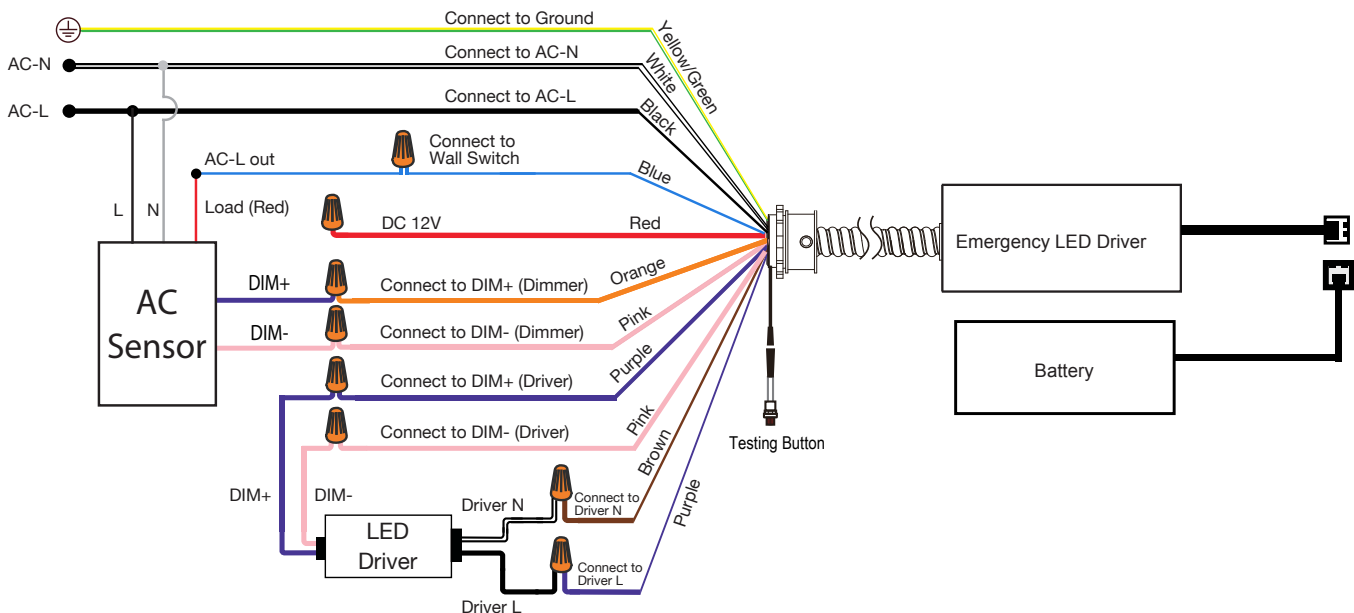 Connect to Ground
Yellow/Green
AC-N
Connect to AC-N
White
AC-L
Connect to AC-L
Black
AC-L out
Connect to
Wall Switch
Blue
L
N
Load (Red)
DC 12V
Red
AC
Sensor
DIM+
Connect to DIM+ (Dimmer)
Orange
DIM-
Connect to DIM- (Dimmer)
Pink
Connect to DIM+ (Driver)
Purple
Connect to DIM- (Driver)
Pink
DIM+
DIM-
LED
Driver
Driver N
Connect to
Driver N
Brown
Driver L
Connect to
Driver L
Purple
Testing Button
Emergency LED Driver
Battery